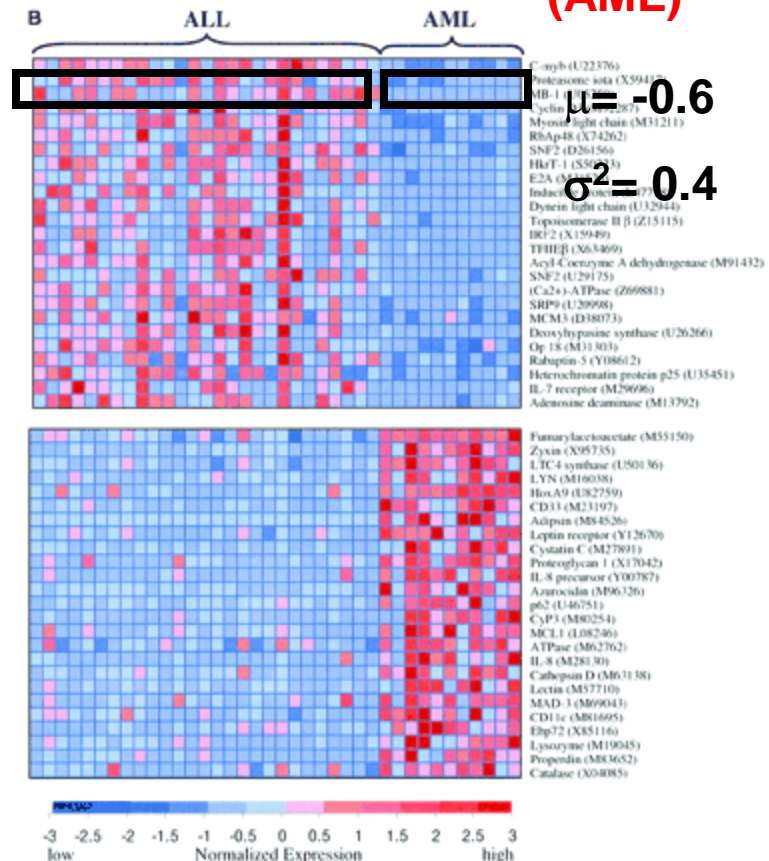 (AML)
B ALL AML
C-myb (U22376)
Proteasome iota (X59417)
MB-1
μ= -0.6
Cyclin
Myosin light chain (M31211)
RbAp48 (X74262)
SNF2 (D26156)
HkrT-1
σ²= 0.4
E2A
Dynein light chain (U32944)
Topoisomerase II β (Z15115)
IRF2 (X15949)
TFIIEβ (X63469)
Acyl-Coenzyme A dehydrogenase (M91432)
SNF2 (U29175)
(Ca2+)-ATPase (Z69881)
SRP9 (U20998)
MCM3 (D38073)
Deoxyhypusine synthase (U26266)
Op 18 (M31303)
Rabaptin-5 (Y08612)
Heterochromatin protein p25 (U35451)
IL-7 receptor (M29696)
Adenosine deaminase (M13792)
Fumarylacetoacetate (M55150)
Zyxin (X95735)
LTC4 synthase (U50136)
LYN (M16038)
HoxA9 (U82759)
CD33 (M23197)
Adipsin (M84526)
Leptin receptor (Y12670)
Cystatin C (M27891)
Proteoglycan 1 (X17042)
IL-8 precursor (Y00787)
Azurocidin (M96326)
p62 (U46751)
CyP3 (M80254)
MCL1 (L08246)
ATPase (M62762)
IL-8 (M28130)
Cathepsin D (M63138)
Lectin (M57710)
MAD-3 (M69043)
CD11c (M81695)
Ebp72 (X85116)
Lysozyme (M19045)
Properdin (M83652)
Catalase (X04085)
-3 -2.5 -2 -1.5 -1 -0.5 0 0.5 1 1.5 2 2.5 3
low Normalized Expression high